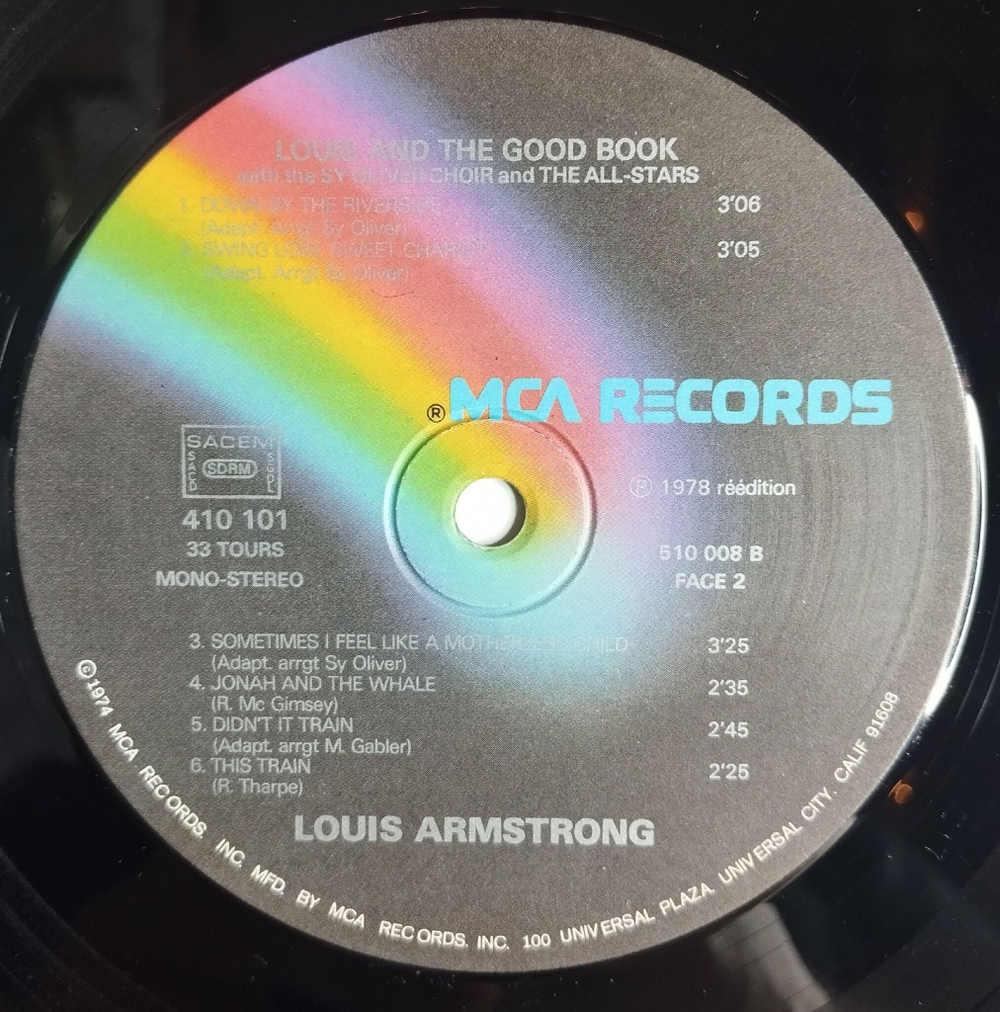 LOUIS AND THE GOOD BOOK
with the SY OLIVER CHOIR and THE ALL-STARS
1. DOWN BY THE RIVERSIDE 3'06
(Adapt. arrgt Sy Oliver)
2. SWING LOW SWEET CHARIOT 3'05
(Adapt. Arrgt Sy Oliver)
® MCA RECORDS
SACEM
SACD SDRM SGDL
410 101
33 TOURS
MONO-STEREO
Ⓟ 1978 réédition
510 008 B
FACE 2
3. SOMETIMES I FEEL LIKE A MOTHERLESS CHILD 3'25
(Adapt. arrgt Sy Oliver)
4. JONAH AND THE WHALE 2'35
(R. Mc Gimsey)
5. DIDN'T IT TRAIN 2'45
(Adapt. arrgt M. Gabler)
6. THIS TRAIN 2'25
(R. Tharpe)
LOUIS ARMSTRONG
©1974 MCA RECORDS. INC. MFD. BY MCA RECORDS. INC. 100 UNIVERSAL PLAZA. UNIVERSAL CITY. CALIF 91608